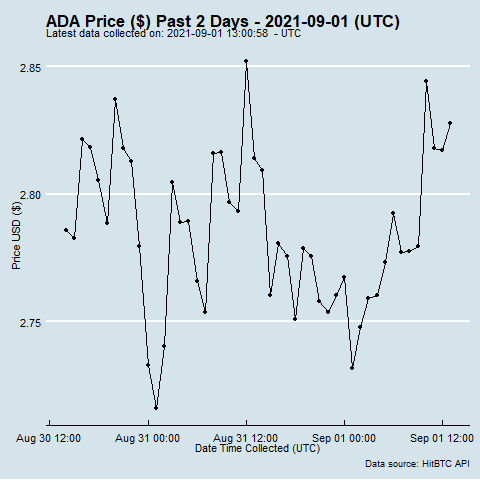 ADA Price ($) Past 2 Days - 2021-09-01 (UTC)
Latest data collected on: 2021-09-01 13:00:58 - UTC
2.85
2.80
2.75
Price USD ($)
Aug 30 12:00 Aug 31 00:00 Aug 31 12:00 Sep 01 00:00 Sep 01 12:00
Date Time Collected (UTC)
Data source: HitBTC API